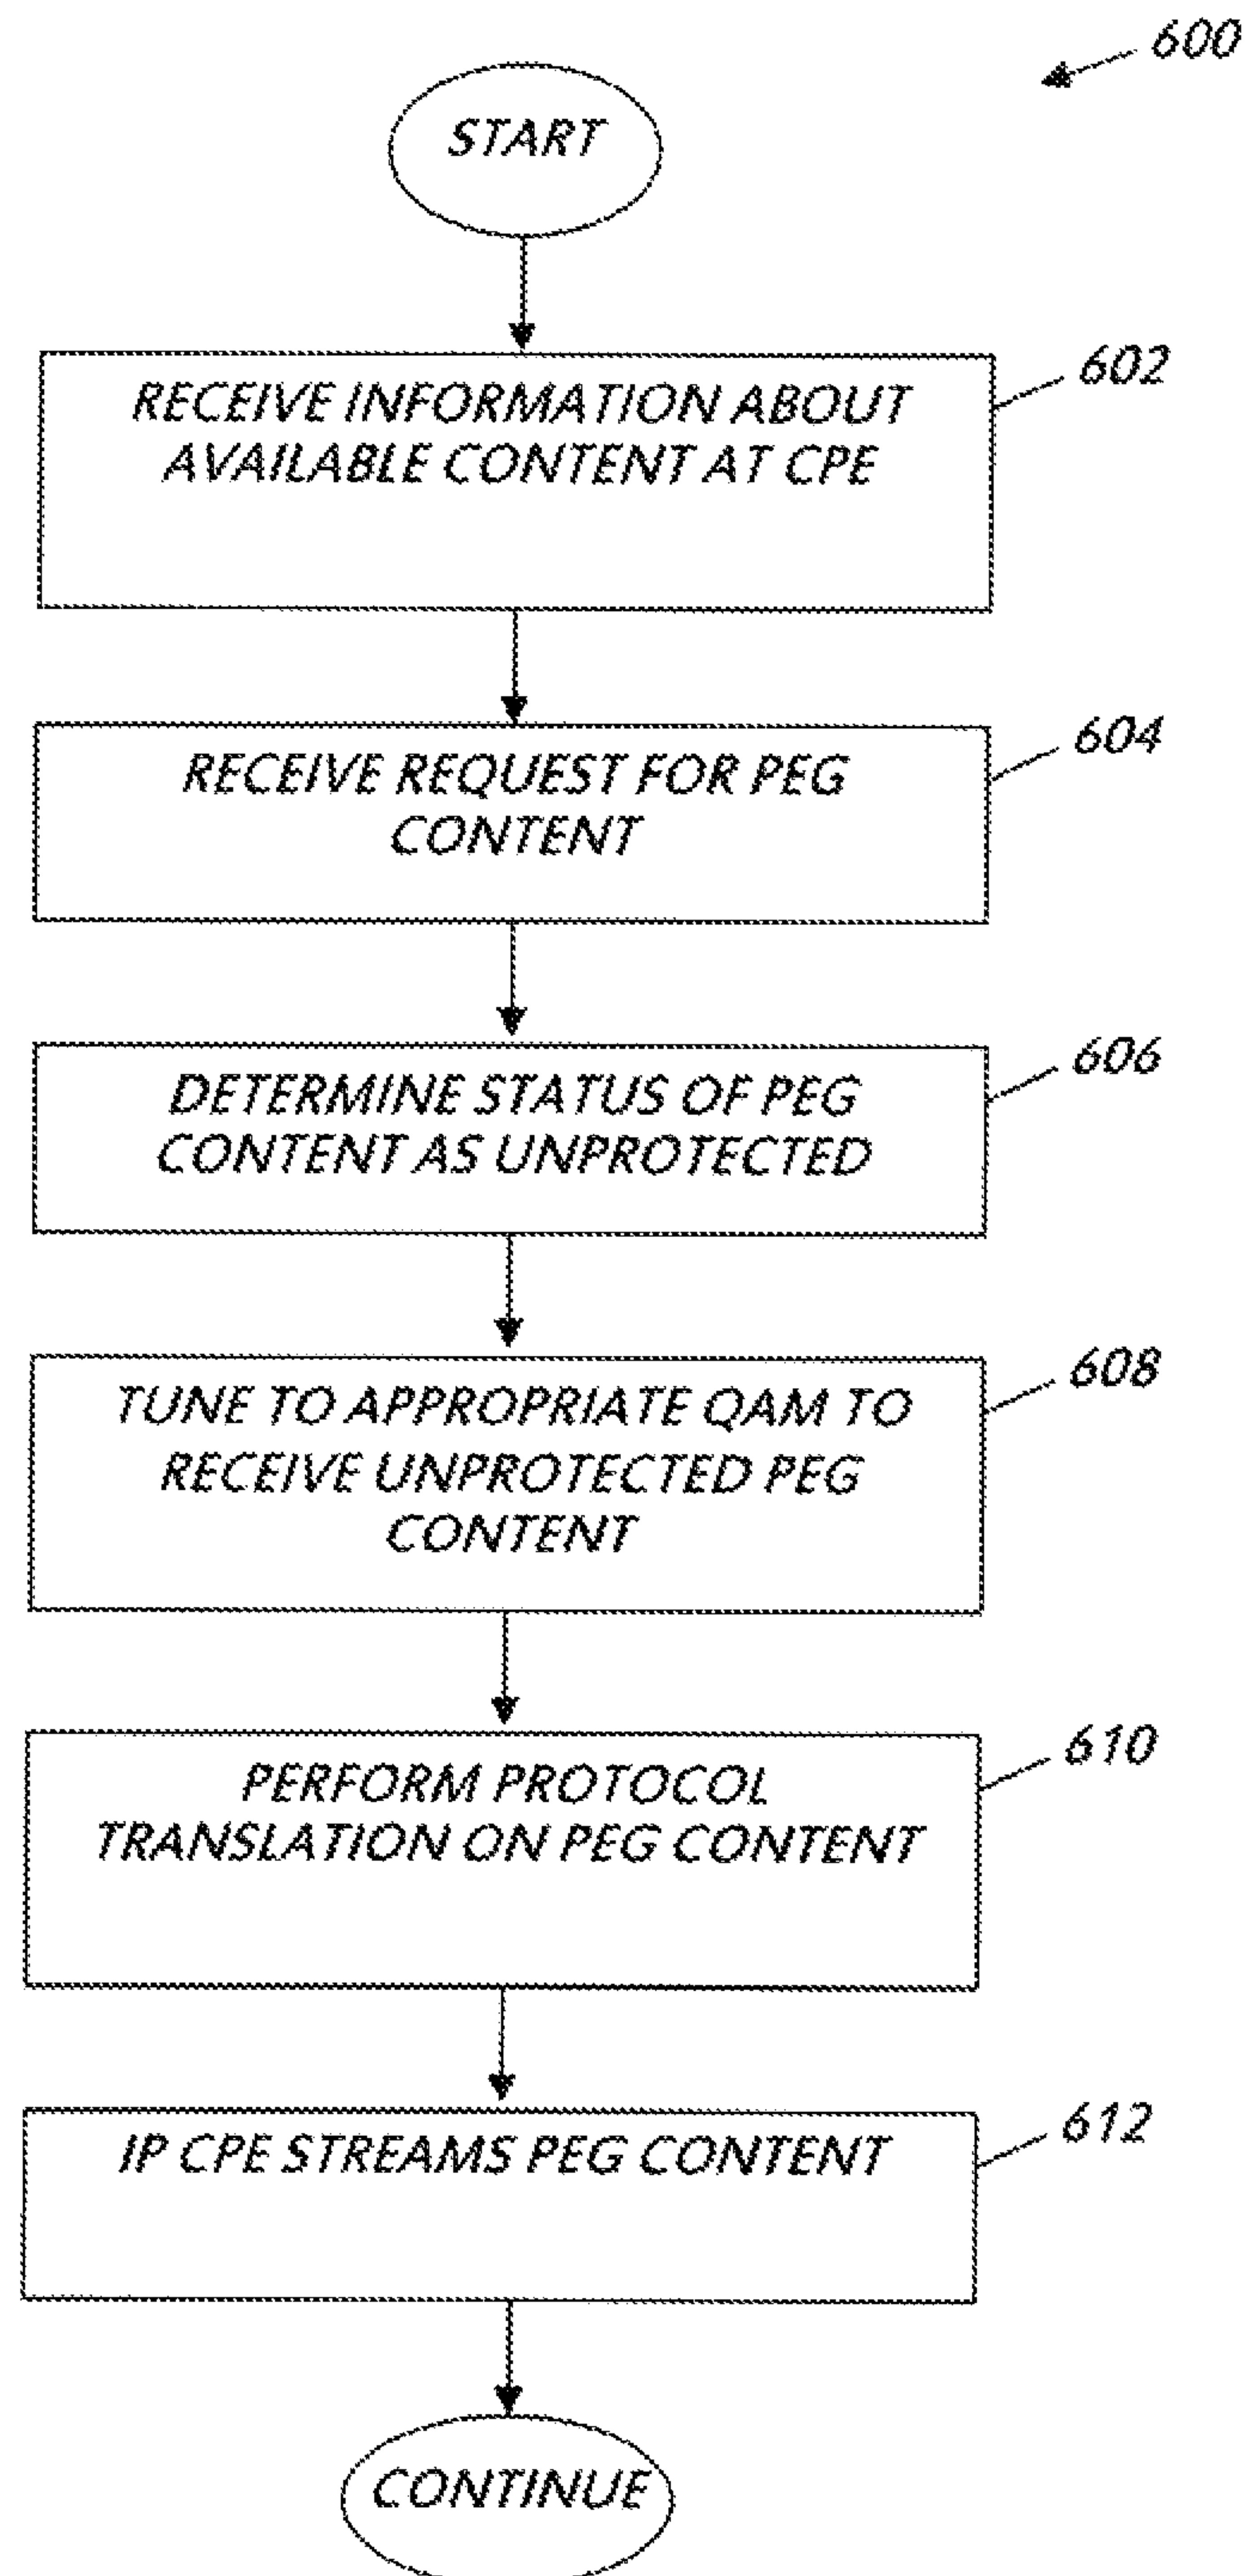 600
START
602
RECEIVE INFORMATION ABOUT
AVAILABLE CONTENT AT CPE
604
RECEIVE REQUEST FOR PEG
CONTENT
606
DETERMINE STATUS OF PEG
CONTENT AS UNPROTECTED
608
TUNE TO APPROPRIATE QAM TO
RECEIVE UNPROTECTED PEG
CONTENT
610
PERFORM PROTOCOL
TRANSLATION ON PEG CONTENT
612
IP CPE STREAMS PEG CONTENT
CONTINUE